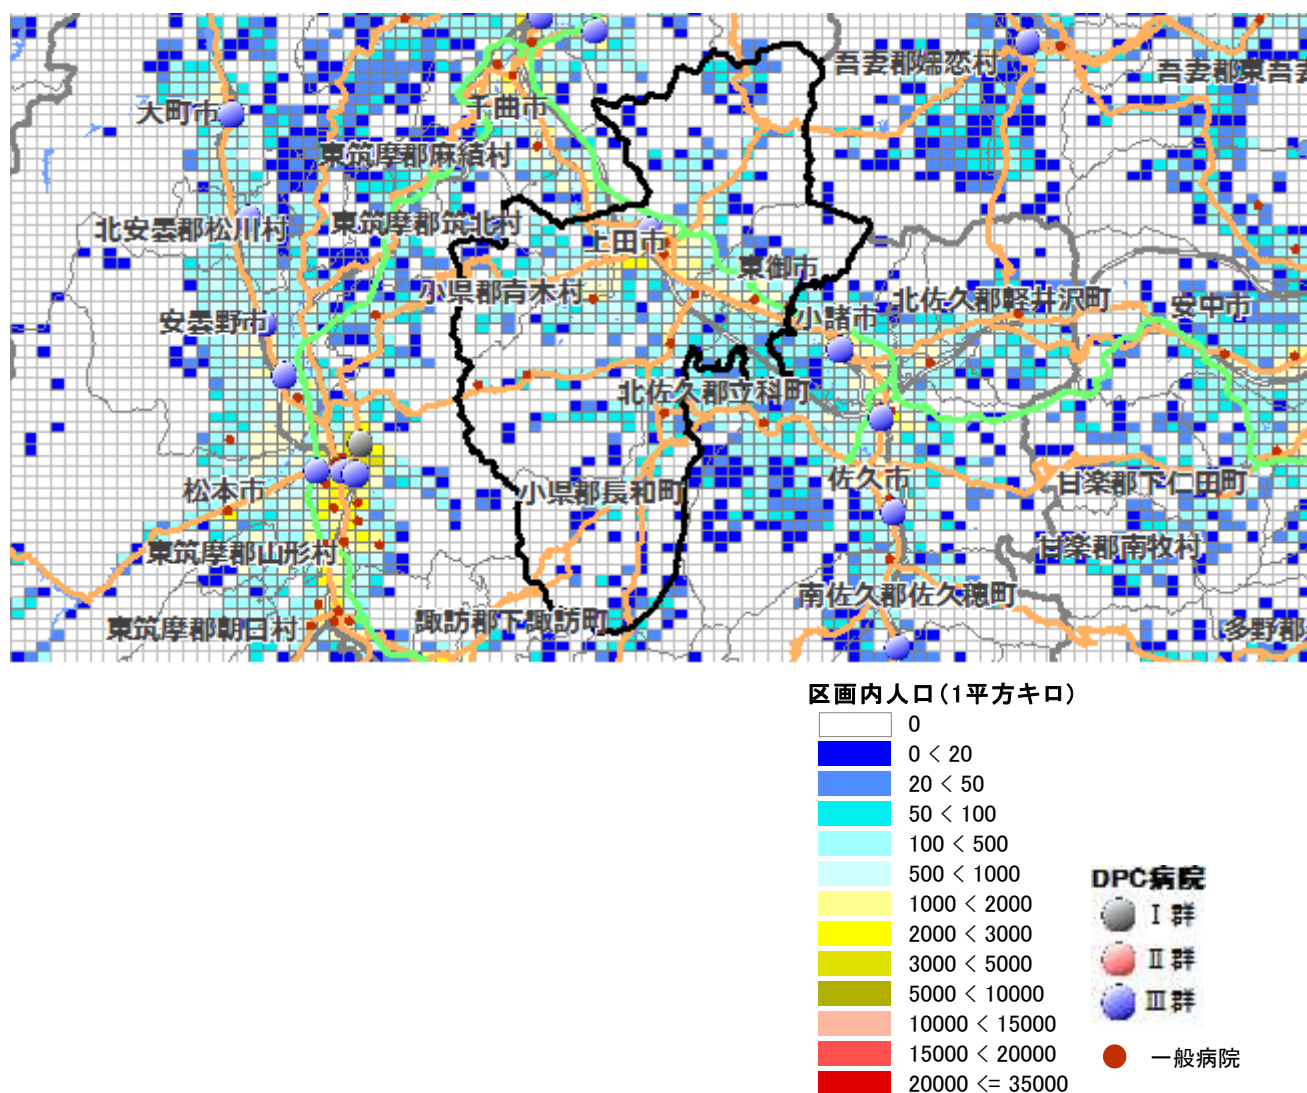 吾妻郡嬬恋村
吾妻郡東吾妻
大町市
千曲市
東筑摩郡麻績村
北安曇郡松川村
東筑摩郡筑北村
上田市
東御市
小県郡青木村
北佐久郡軽井沢町
安中市
安曇野市
小諸市
北佐久郡立科町
松本市
小県郡長和町
佐久市
甘楽郡下仁田町
東筑摩郡山形村
甘楽郡南牧村
南佐久郡佐久穂町
東筑摩郡朝日村
諏訪郡下諏訪町
多野郡
区画内人口(1平方キロ)
0
0 < 20
20 < 50
50 < 100
100 < 500
500 < 1000
1000 < 2000
2000 < 3000
3000 < 5000
5000 < 10000
10000 < 15000
15000 < 20000
20000 <= 35000
DPC病院
Ⅰ群
Ⅱ群
Ⅲ群
一般病院